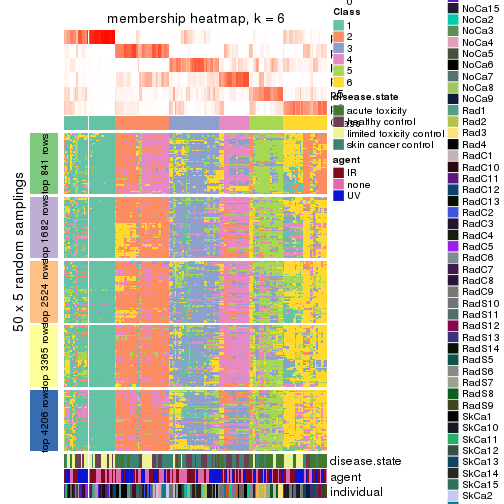 membership heatmap, k = 6
50 x 5 random samplings
top 841 rows
top 1682 rows
top 2524 rows
top 3365 rows
top 4206 rows
disease.state
agent
individual
Class
1
2
3
4
5
6
disease.state
acute toxicity
healthy control
limited toxicity control
skin cancer control
agent
IR
none
UV
NoCa15
NoCa2
NoCa3
NoCa4
NoCa5
NoCa6
NoCa7
NoCa8
NoCa9
Rad1
Rad2
Rad3
Rad4
RadC1
RadC10
RadC11
RadC12
RadC13
RadC2
RadC3
RadC4
RadC5
RadC6
RadC7
RadC8
RadC9
RadS10
RadS11
RadS12
RadS13
RadS14
RadS5
RadS6
RadS7
RadS8
RadS9
SkCa1
SkCa10
SkCa11
SkCa12
SkCa13
SkCa14
SkCa15
SkCa2